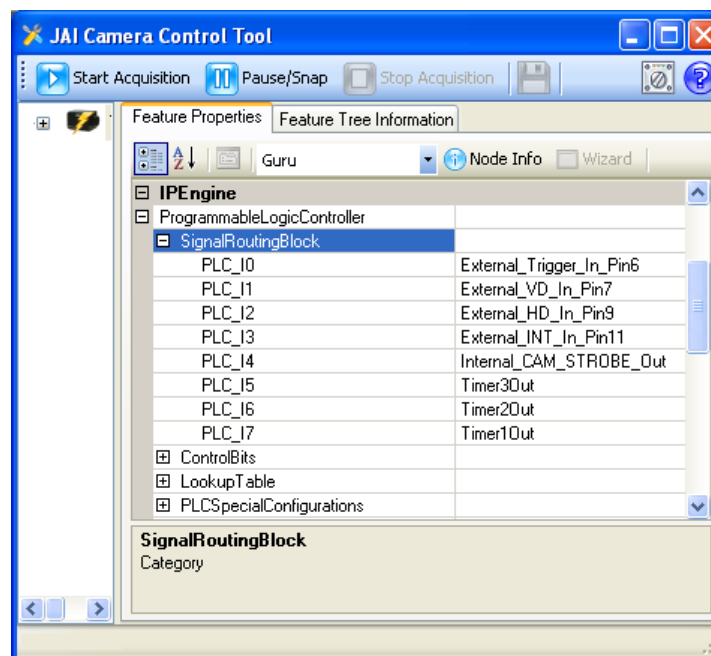 JAI Camera Control Tool
Start Acquisition Pause/Snap Stop Acquisition
Feature Properties Feature Tree Information
Guru Node Info Wizard
IPEngine
ProgrammableLogicController
SignalRoutingBlock
PLC_I0 External_Trigger_In_Pin6
PLC_I1 External_VD_In_Pin7
PLC_I2 External_HD_In_Pin9
PLC_I3 External_INT_In_Pin11
PLC_I4 Internal_CAM_STROBE_Out
PLC_I5 Timer3Out
PLC_I6 Timer2Out
PLC_I7 Timer1Out
ControlBits
LookupTable
PLCSpecialConfigurations
SignalRoutingBlock
Category